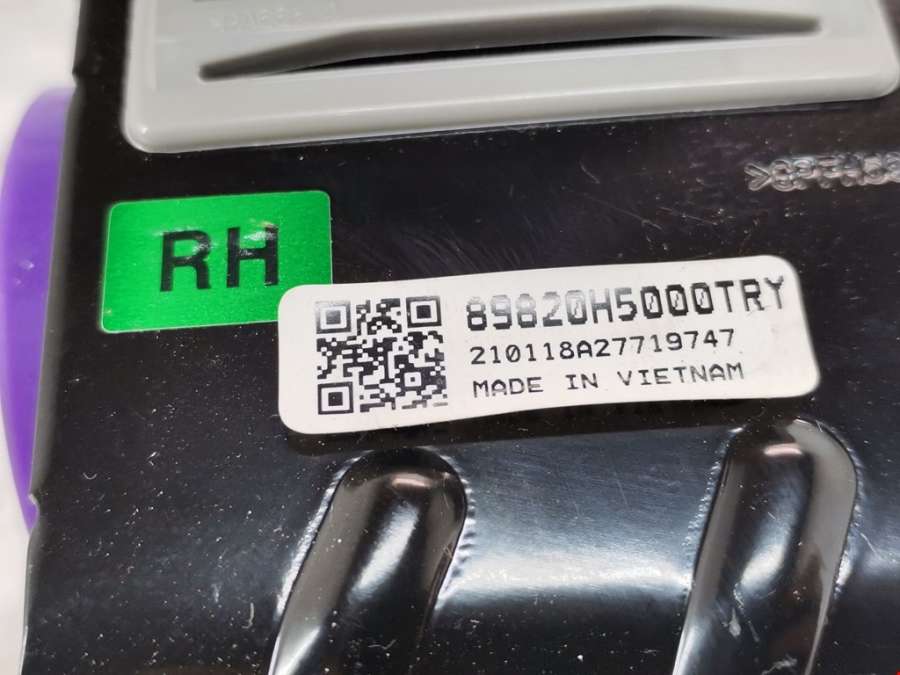 RH
89820H5000TRY
210118A27719747
MADE IN VIETNAM